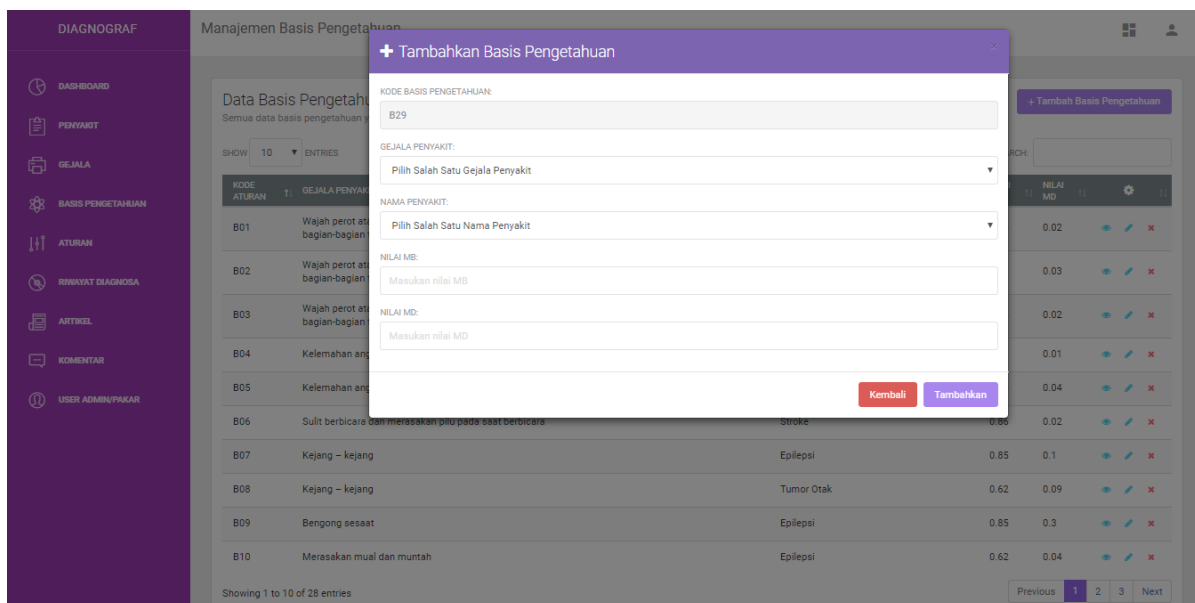 DIAGNOGRAF
Manajemen Basis Pengetahuan
DASHBOARD
PENYAKIT
GEJALA
BASIS PENGETAHUAN
ATURAN
RIWAYAT DIAGNOSA
ARTIKEL
KOMENTAR
USER ADMIN/PAKAR
Tambahkan Basis Pengetahuan
×
KODE BASIS PENGETAHUAN:
B29
GEJALA PENYAKIT:
Pilih Salah Satu Gejala Penyakit
NAMA PENYAKIT:
Pilih Salah Satu Nama Penyakit
NILAI MB:
Masukan nilai MB
NILAI MD:
Masukan nilai MD
Kembali Tambahkan
Data Basis Pengetahu
+ Tambah Basis Pengetahuan
Semua data basis pengetahuan y
SHOW 10 ENTRIES
RCH:
KODE ATURAN GEJALA PENYAK NILAI MD
B01 Wajah perot ata 0.02
bagian-bagian
B02 Wajah perot ata 0.03
bagian-bagian
B03 Wajah perot ata 0.02
bagian-bagian
B04 Kelemahan ang 0.01
B05 Kelemahan ang 0.04
B06 Sulit berbicara dan merasakan pilu pada saat berbicara Stroke 0.86 0.02
B07 Kejang – kejang Epilepsi 0.85 0.1
B08 Kejang – kejang Tumor Otak 0.62 0.09
B09 Bengong sesaat Epilepsi 0.85 0.3
B10 Merasakan mual dan muntah Epilepsi 0.62 0.04
Showing 1 to 10 of 28 entries
Previous 1 2 3 Next